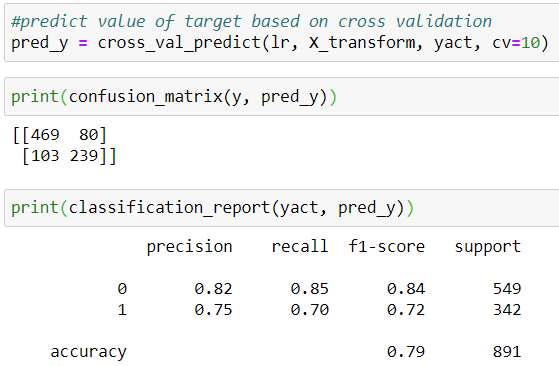 #predict value of target based on cross validation
pred_y = cross_val_predict(lr, X_transform, yact, cv=10)
print(confusion_matrix(y, pred_y))
[[469  80]
 [103 239]]
print(classification_report(yact, pred_y))
precision    recall  f1-score   support
0       0.82      0.85      0.84       549
1       0.75      0.70      0.72       342
accuracy                           0.79       891